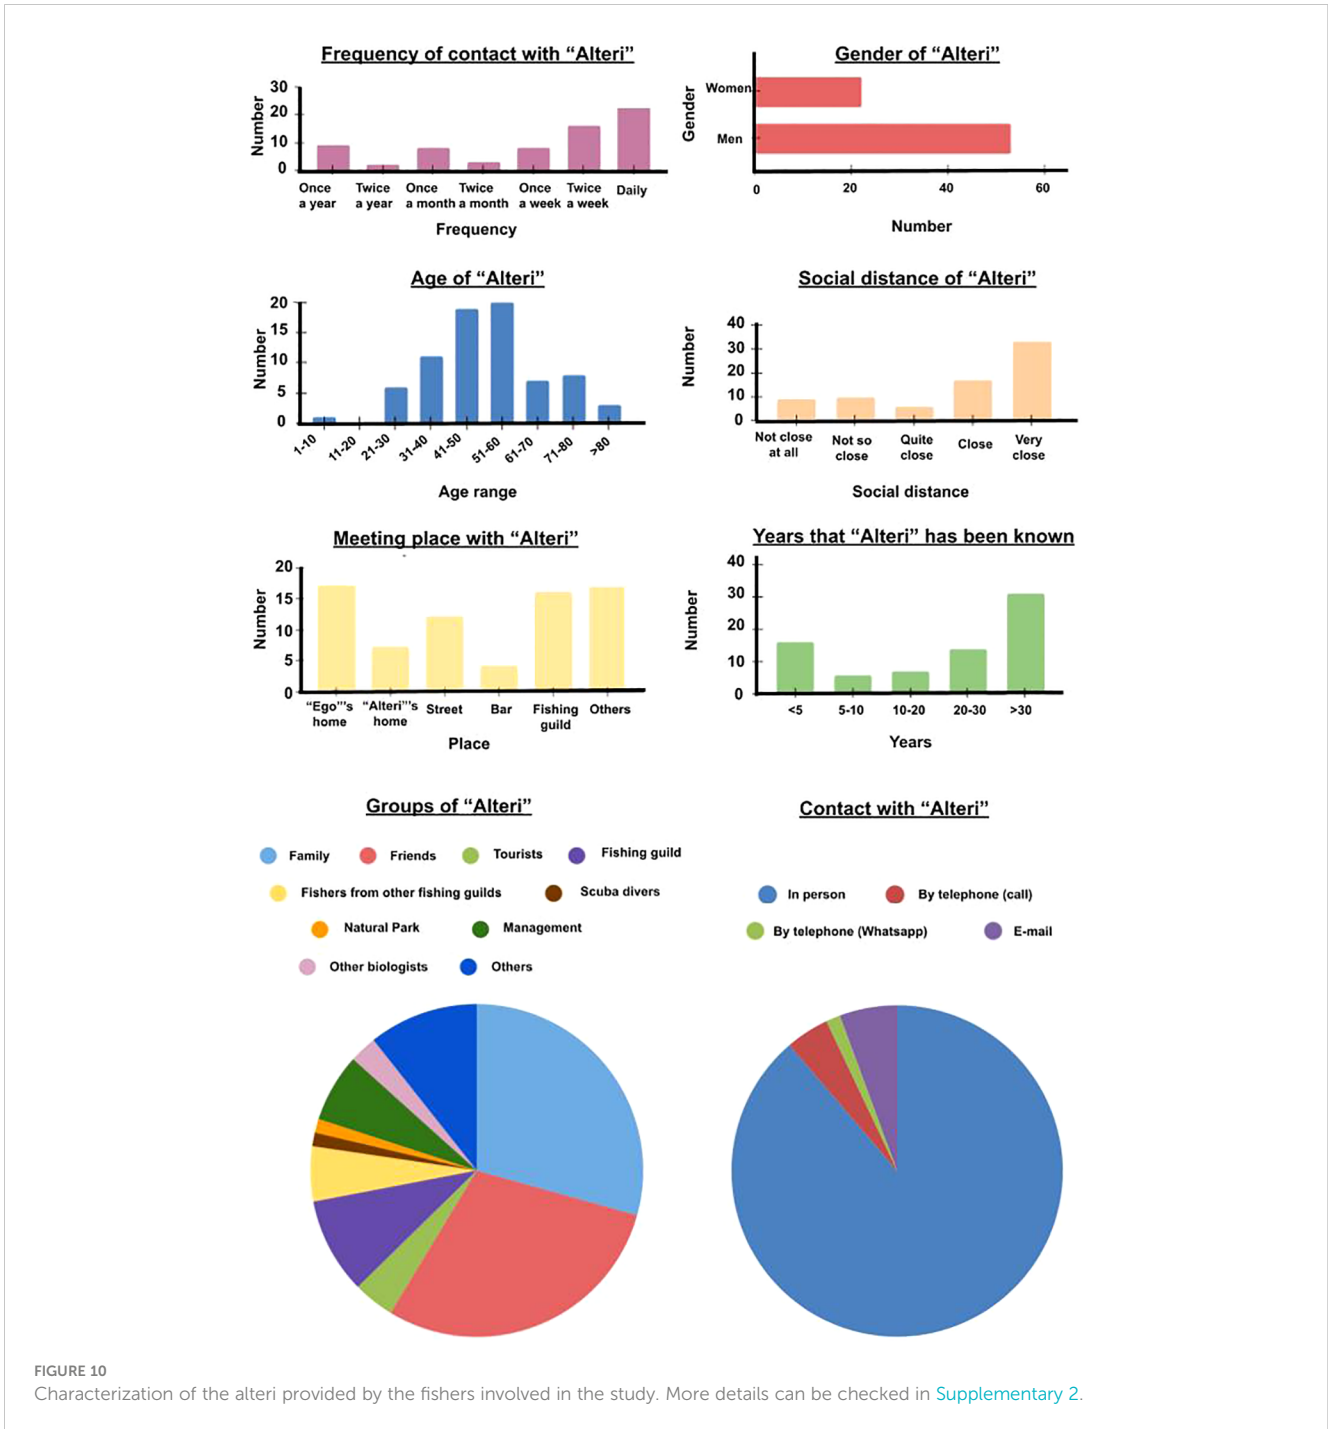 Frequency of contact with “Alteri”
Number
30
20
10
0
Once
a year
Twice
a year
Once
a month
Twice
a month
Once
a week
Twice
a week
Daily
Frequency
Gender of “Alteri”
Gender
Women
Men
0
20
40
60
Number
Age of “Alteri”
Number
20
15
10
5
0
1-10
11-20
21-30
31-40
41-50
51-60
61-70
71-80
>80
Age range
Social distance of “Alteri”
Number
40
30
20
10
0
Not close
at all
Not so
close
Quite
close
Close
Very
close
Social distance
Meeting place with “Alteri”
Number
20
15
10
5
0
“Ego”’s
home
“Alteri”’s
home
Street
Bar
Fishing
guild
Others
Place
Years that “Alteri” has been known
Number
40
30
20
10
0
<5
5-10
10-20
20-30
>30
Years
Groups of “Alteri”
Family
Friends
Tourists
Fishing guild
Fishers from other fishing guilds
Scuba divers
Natural Park
Management
Other biologists
Others
Contact with “Alteri”
In person
By telephone (call)
By telephone (Whatsapp)
E-mail
FIGURE 10
Characterization of the alteri provided by the fishers involved in the study. More details can be checked in Supplementary 2.